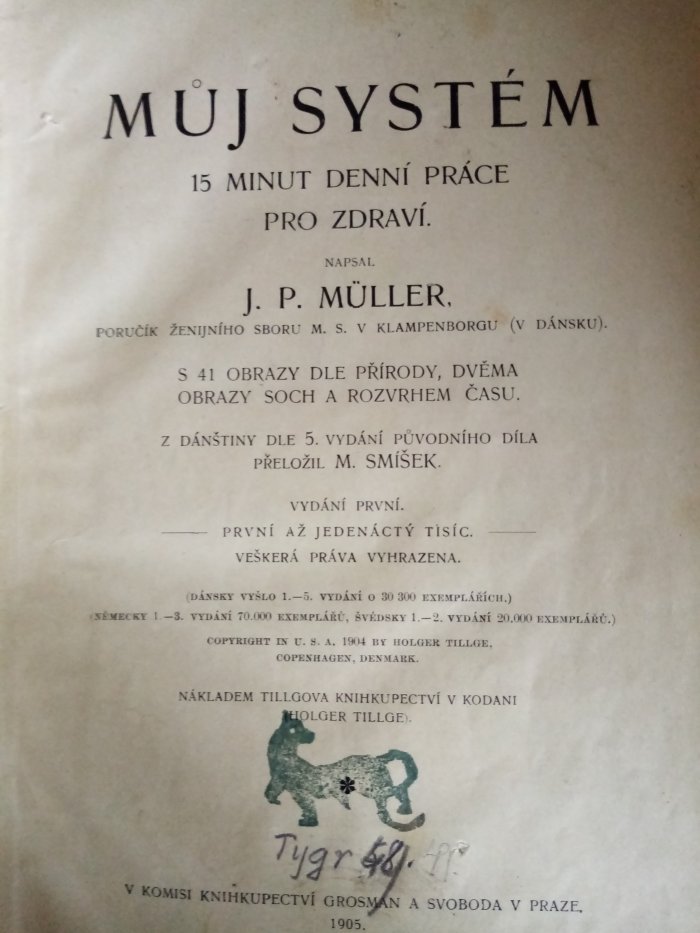 MŮJ SYSTÉM
15 MINUT DENNÍ PRÁCE
PRO ZDRAVÍ.
NAPSAL
J. P. MÜLLER,
PORUČÍK ŽENIJNÍHO SBORU M. S. V KLAMPENBORGU (V DÁNSKU).
S 41 OBRAZY DLE PŘÍRODY, DVĚMA
OBRAZY SOCH A ROZVRHEM ČASU.
Z DÁNŠTINY DLE 5. VYDÁNÍ PŮVODNÍHO DÍLA
PŘELOŽIL M. SMÍŠEK.
VYDÁNÍ PRVNÍ.
PRVNÍ AŽ JEDENÁCTÝ TISÍC.
VEŠKERÁ PRÁVA VYHRAZENA.
(DÁNSKY VYŠLO 1.—5. VYDÁNÍ O 30 300 EXEMPLÁŘÍCH.)
(NĚMECKY 1.—3. VYDÁNÍ 70.000 EXEMPLÁŘŮ, ŠVÉDSKY 1.—2. VYDÁNÍ 20.000 EXEMPLÁŘŮ.)
COPYRIGHT IN U. S. A. 1904 BY HOLGER TILLGE,
COPENHAGEN, DENMARK.
NÁKLADEM TILLGOVA KNIHKUPECTVÍ V KODANI
(HOLGER TILLGE).
Tygr
V KOMISI KNIHKUPECTVÍ GROSMAN A SVOBODA V PRAZE.
1905.